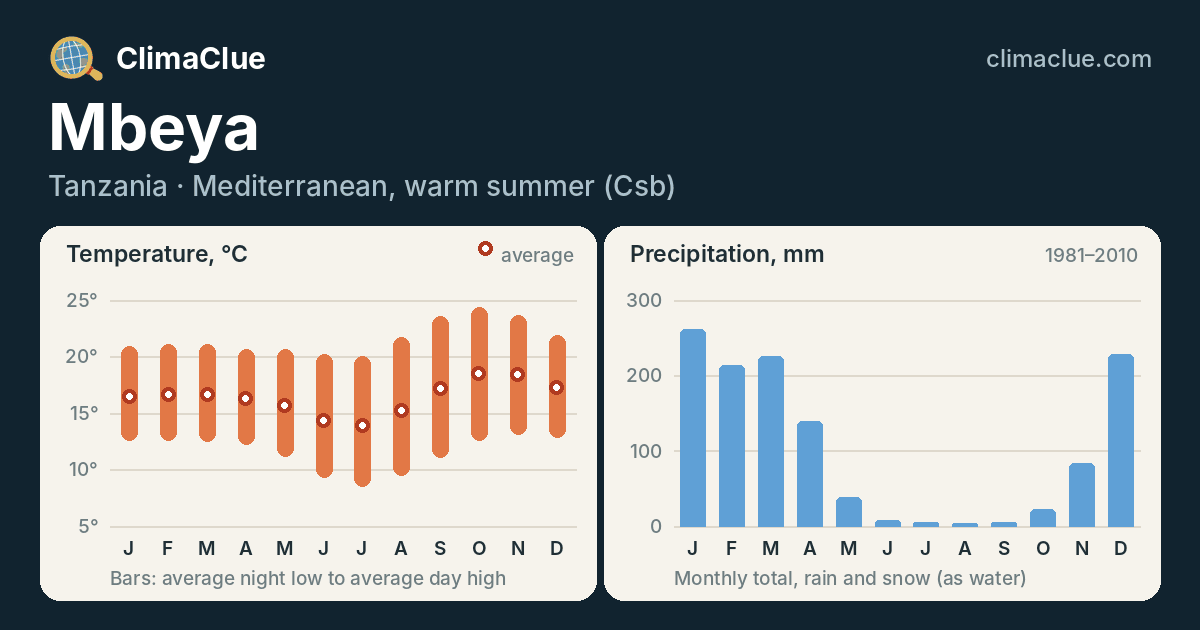 ClimaClue
climaclue.com
Mbeya
Tanzania · Mediterranean, warm summer (Csb)
Temperature, °C
average
25°
20°
15°
10°
5°
J F M A M J J A S O N D
Bars: average night low to average day high
Precipitation, mm
1981–2010
300
200
100
0
J F M A M J J A S O N D
Monthly total, rain and snow (as water)